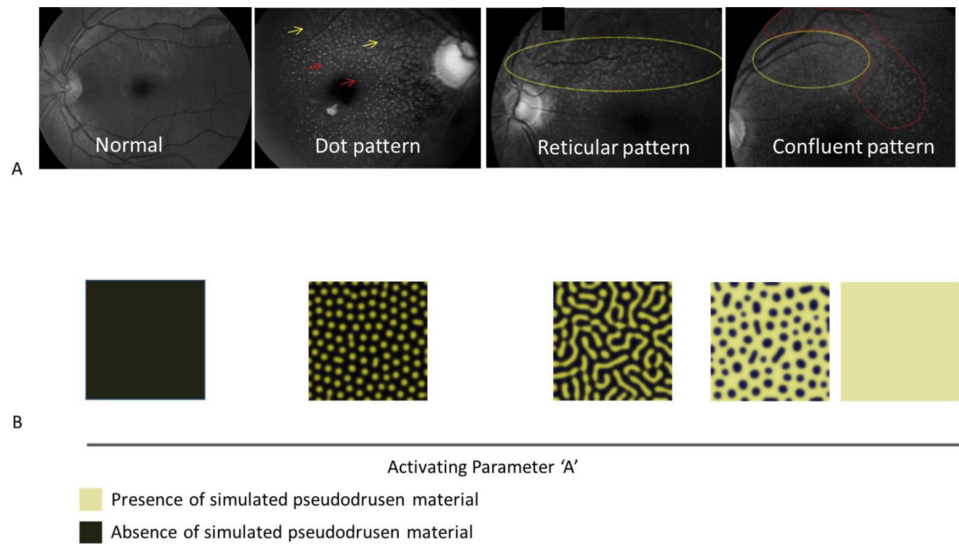 Normal
Dot pattern
Reticular pattern
Confluent pattern
A
B
Activating Parameter ‘A’
Presence of simulated pseudodrusen material
Absence of simulated pseudodrusen material